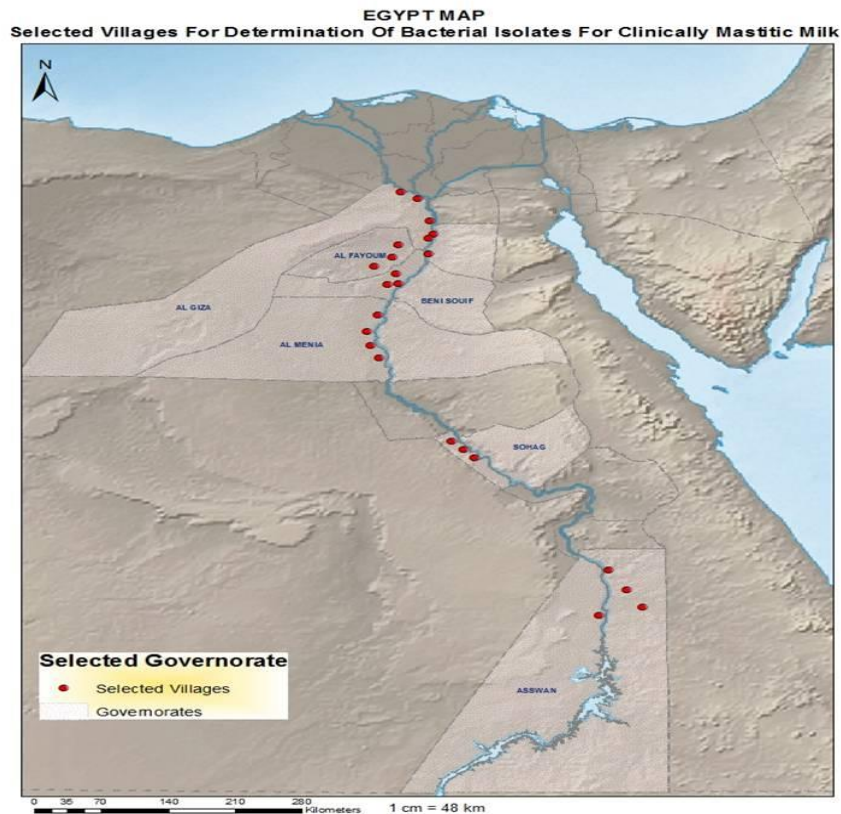 EGYPT MAP
Selected Villages For Determination Of Bacterial Isolates For Clinically Mastitic Milk
N
AL FAYOUM
BENI SOUIF
AL GIZA
AL MENIA
SOHAG
ASSWAN
Selected Governorate
Selected Villages
Governorates
0 35 70 140 210 280
Kilometers
1 cm = 48 km